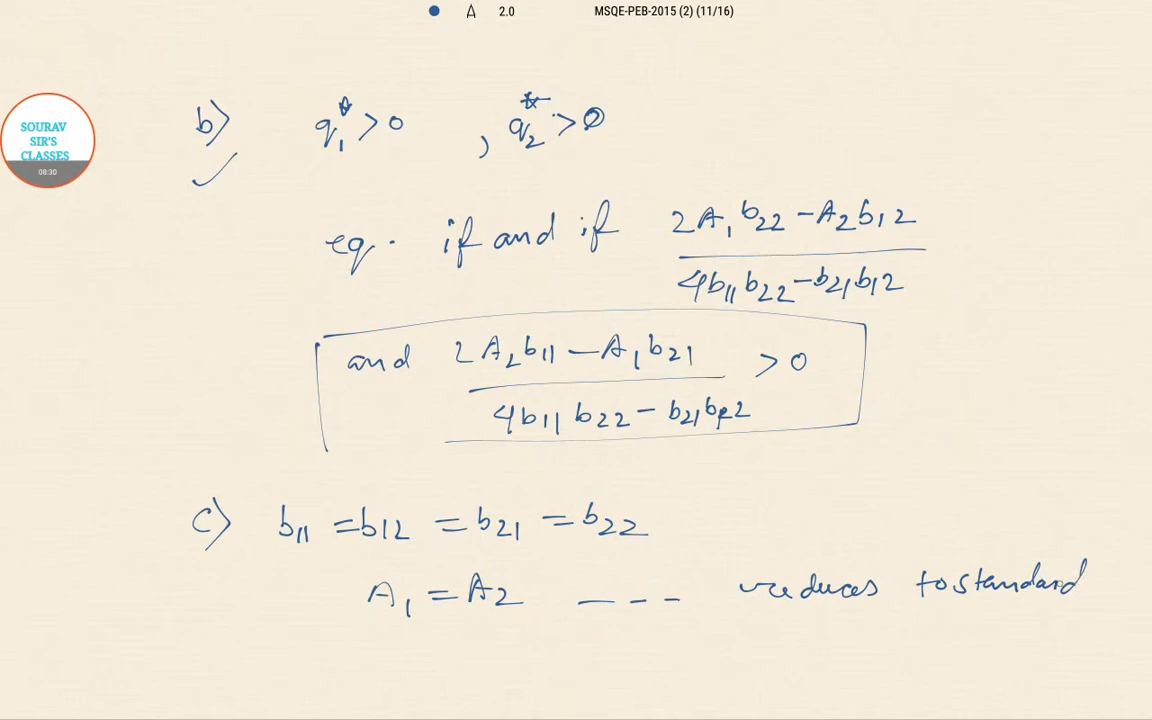 2.0 MSQE-PEB-2015 (2) (11/16)
SOURAV
SIR'S
CLASSES
08:30
b) q₁* > 0 , q₂* > 0
eq. if and if (2A₁b₂₂ - A₂b₁₂) / (4b₁₁b₂₂ - b₂₁b₁₂)
and (2A₂b₁₁ - A₁b₂₁) / (4b₁₁b₂₂ - b₂₁b₁₂) > 0
c) b₁₁ = b₁₂ = b₂₁ = b₂₂
A₁ = A₂ - - - - reduces to standard